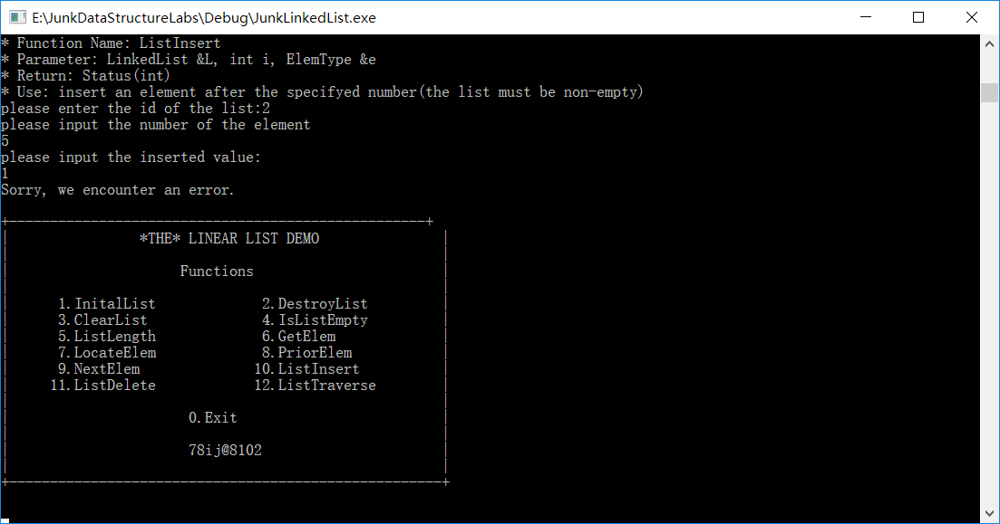 E:\JunkDataStructureLabs\Debug\JunkLinkedList.exe
* Function Name: ListInsert
* Parameter: LinkedList &L, int i, ElemType &e
* Return: Status(int)
* Use: insert an element after the specifyed number(the list must be non-empty)
please enter the id of the list:2
please input the number of the element
5
please input the inserted value:
1
Sorry, we encounter an error.
*THE* LINEAR LIST DEMO
Functions
1.InitalList 2.DestroyList
3.ClearList 4.IsListEmpty
5.ListLength 6.GetElem
7.LocateElem 8.PriorElem
9.NextElem 10.ListInsert
11.ListDelete 12.ListTraverse
0.Exit
78ij@8102